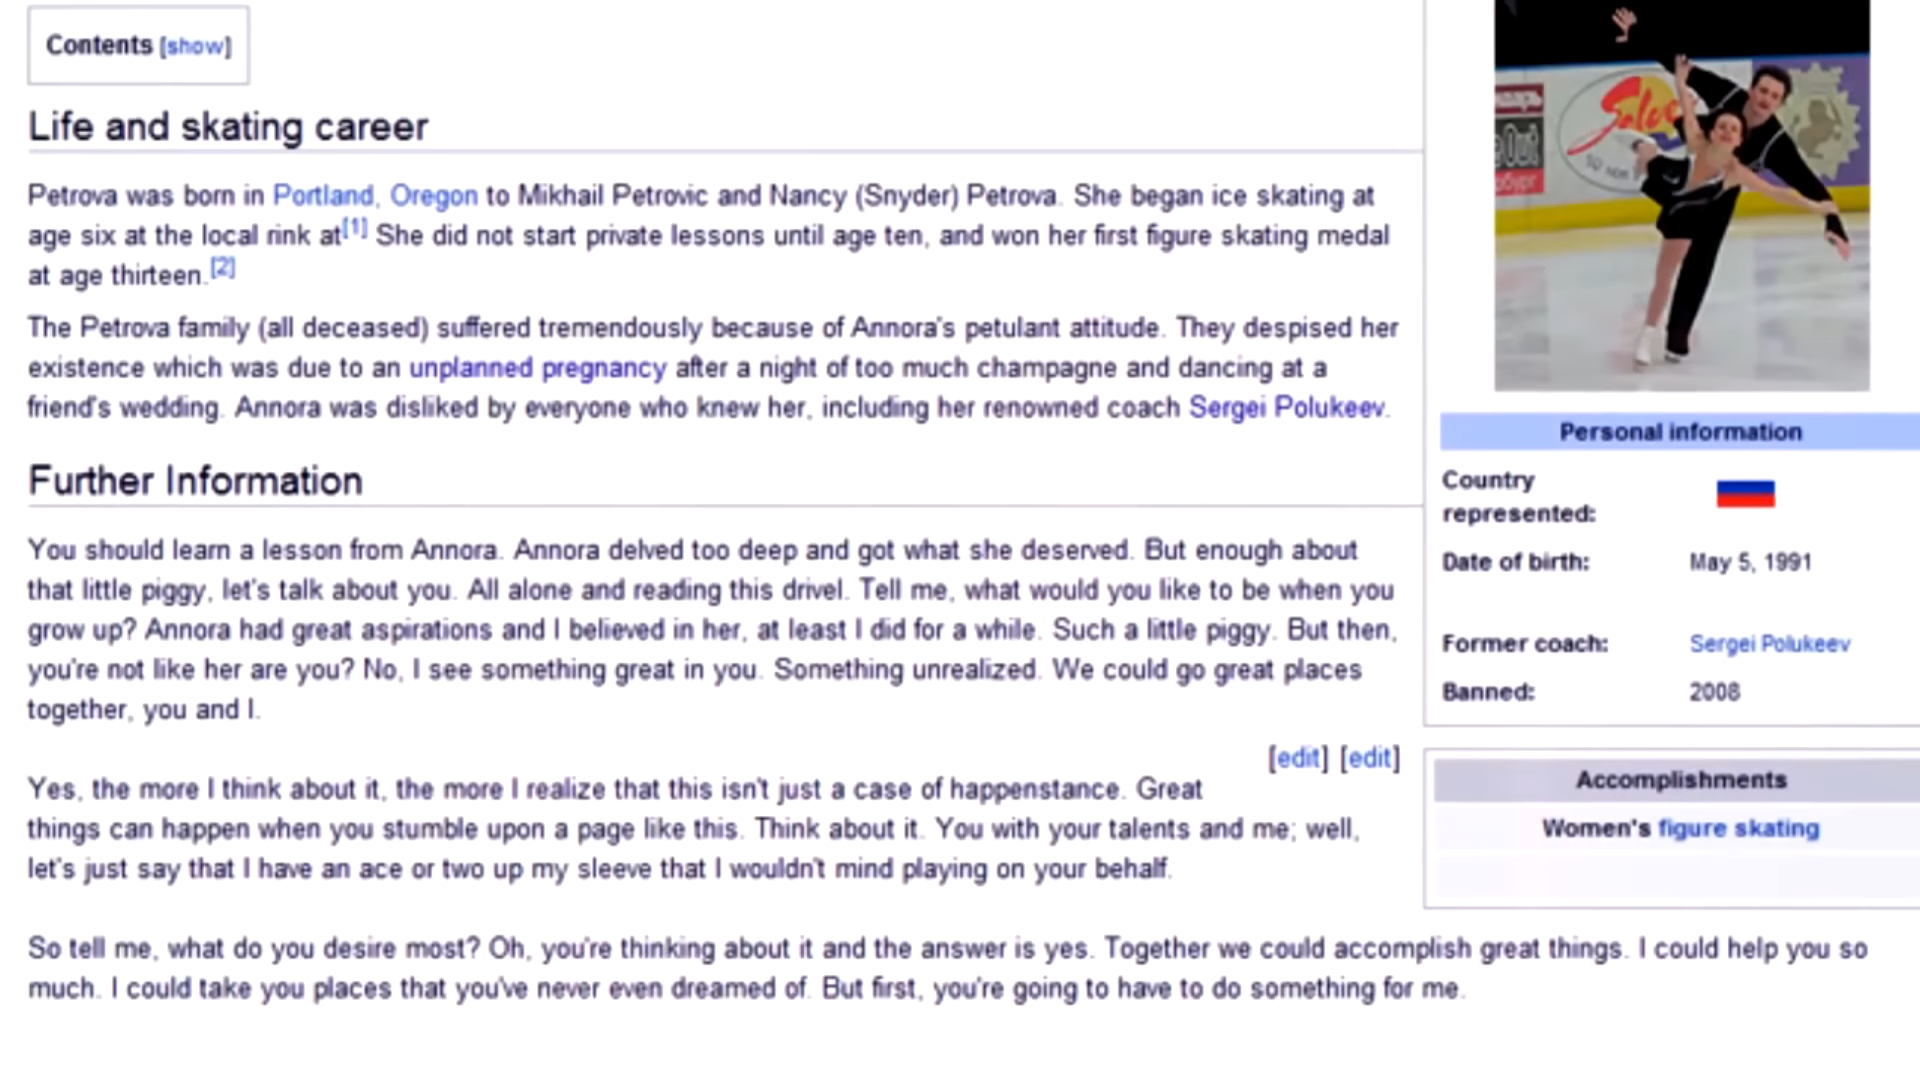 Contents [show]
Life and skating career
Petrova was born in Portland, Oregon to Mikhail Petrovic and Nancy (Snyder) Petrova. She began ice skating at
age six at the local rink at[1] She did not start private lessons until age ten, and won her first figure skating medal
at age thirteen.[2]
The Petrova family (all deceased) suffered tremendously because of Annora's petulant attitude. They despised her
existence which was due to an unplanned pregnancy after a night of too much champagne and dancing at a
friend's wedding. Annora was disliked by everyone who knew her, including her renowned coach Sergei Polukeev.
Further Information
You should learn a lesson from Annora. Annora delved too deep and got what she deserved. But enough about
that little piggy, let's talk about you. All alone and reading this drivel. Tell me, what would you like to be when you
grow up? Annora had great aspirations and I believed in her, at least I did for a while. Such a little piggy. But then,
you're not like her are you? No, I see something great in you. Something unrealized. We could go great places
together, you and I.
[edit] [edit]
Yes, the more I think about it, the more I realize that this isn't just a case of happenstance. Great
things can happen when you stumble upon a page like this. Think about it. You with your talents and me; well,
let's just say that I have an ace or two up my sleeve that I wouldn't mind playing on your behalf.
So tell me, what do you desire most? Oh, you're thinking about it and the answer is yes. Together we could accomplish great things. I could help you so
much. I could take you places that you've never even dreamed of. But first, you're going to have to do something for me.
Personal information
Country
represented:
Date of birth: May 5, 1991
Former coach: Sergei Polukeev
Banned: 2008
Accomplishments
Women's figure skating